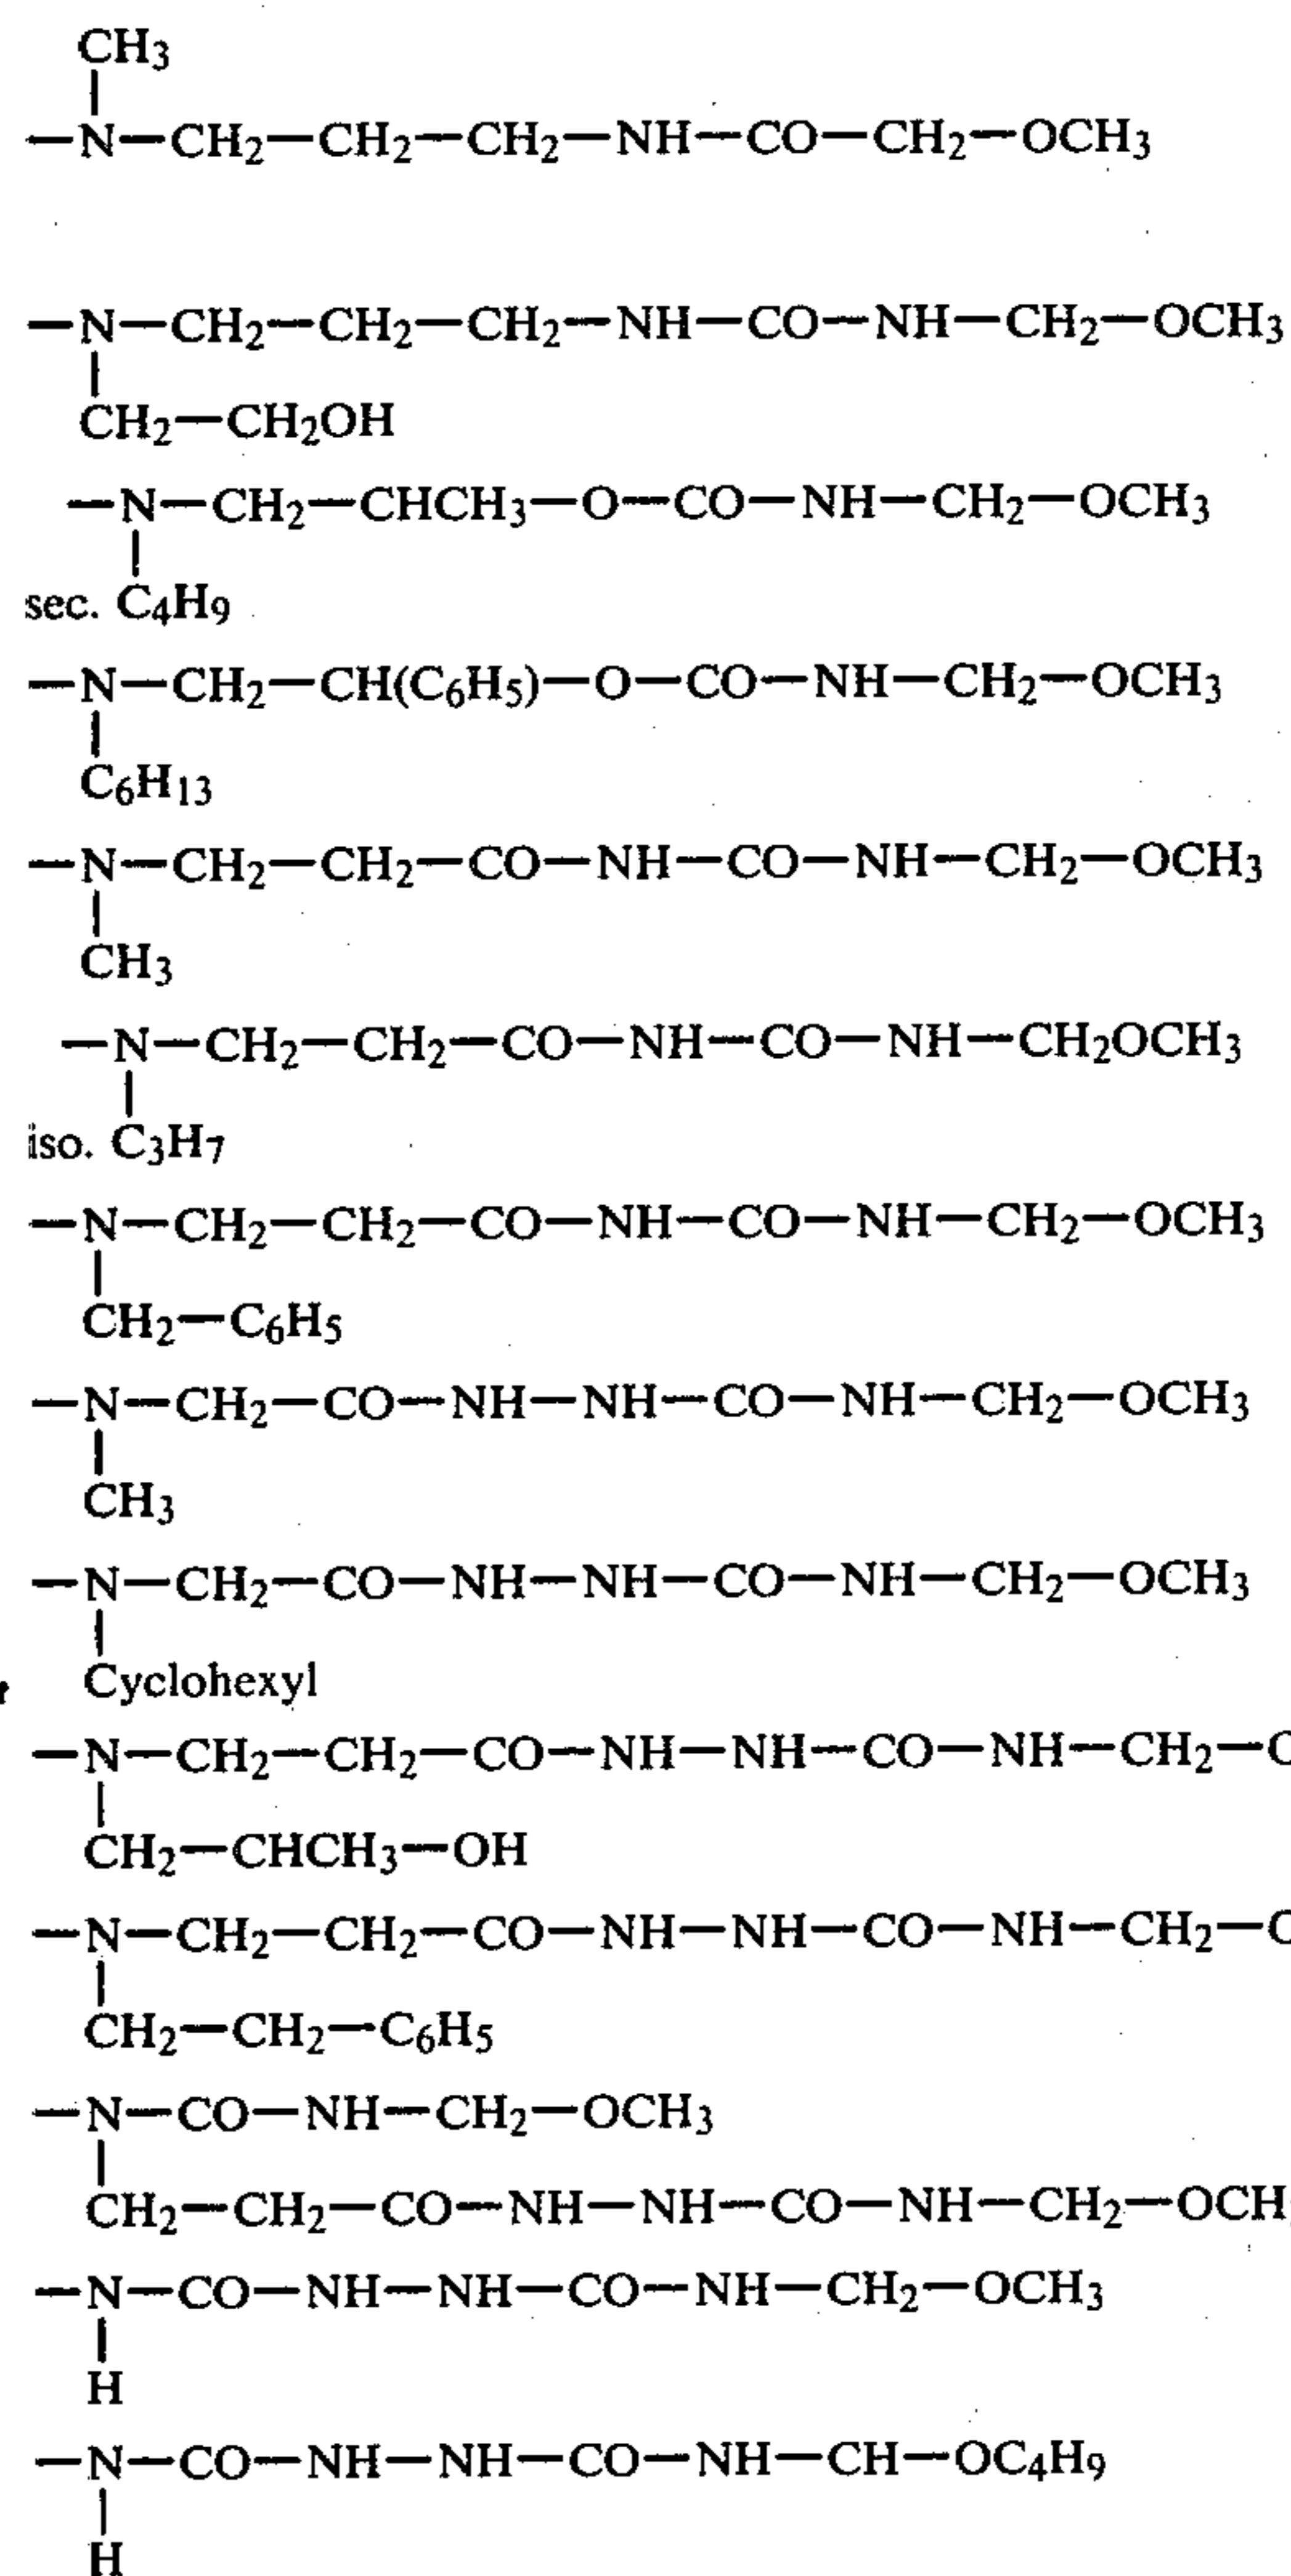 CH3
—N—CH2—CH2—CH2—NH—CO—CH2—OCH3
—N—CH2—CH2—CH2—NH—CO—NH—CH2—OCH3
CH2—CH2OH
—N—CH2—CHCH3—O—CO—NH—CH2—OCH3
sec. C4H9
—N—CH2—CH(C6H5)—O—CO—NH—CH2—OCH3
C6H13
—N—CH2—CH2—CO—NH—CO—NH—CH2—OCH3
CH3
—N—CH2—CH2—CO—NH—CO—NH—CH2OCH3
iso. C3H7
—N—CH2—CH2—CO—NH—CO—NH—CH2—OCH3
CH2—C6H5
—N—CH2—CO—NH—NH—CO—NH—CH2—OCH3
CH3
—N—CH2—CO—NH—NH—CO—NH—CH2—OCH3
Cyclohexyl
—N—CH2—CH2—CO—NH—NH—CO—NH—CH2—
CH2—CHCH3—OH
—N—CH2—CH2—CO—NH—NH—CO—NH—CH2—
CH2—CH2—C6H5
—N—CO—NH—CH2—OCH3
CH2—CH2—CO—NH—NH—CO—NH—CH2—OCH
—N—CO—NH—NH—CO—NH—CH2—OCH3
H
—N—CO—NH—NH—CO—NH—CH—OC4H9
H